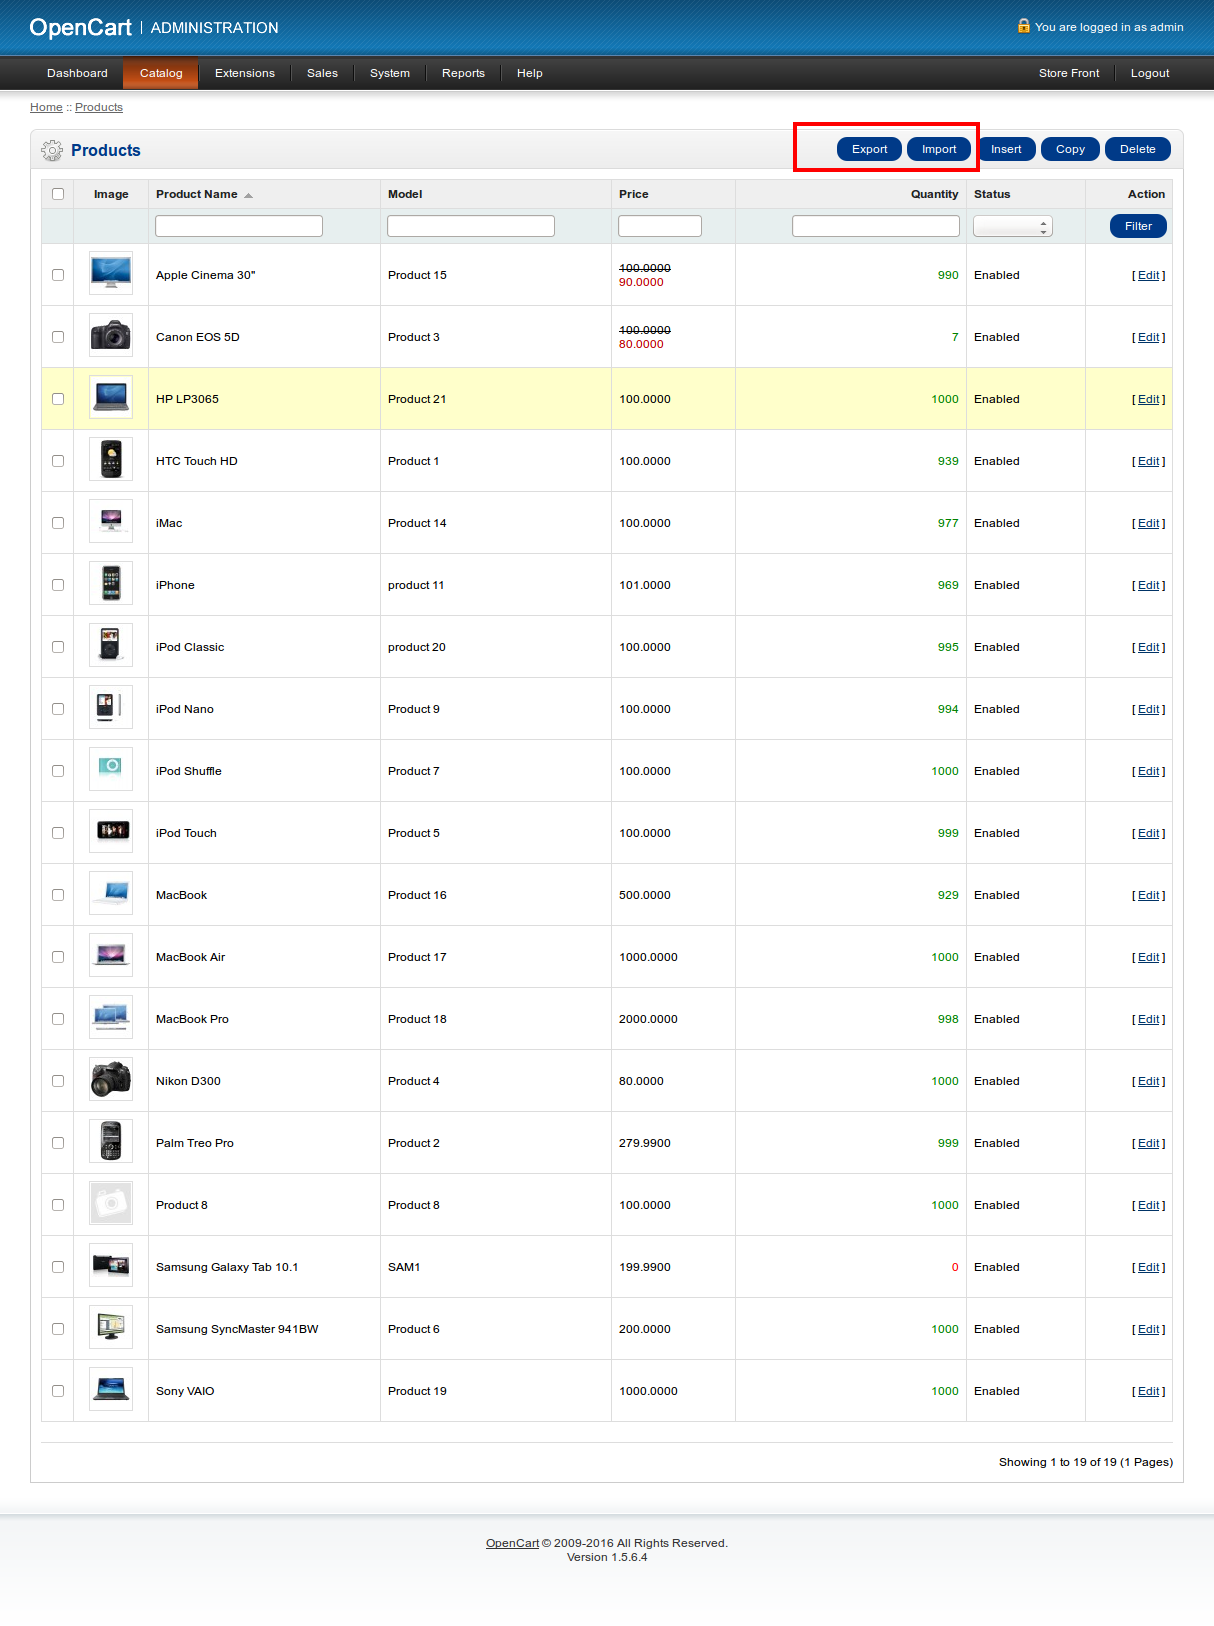 OpenCart | ADMINISTRATION
You are logged in as admin
Dashboard Catalog Extensions Sales System Reports Help Store Front Logout
Home :: Products
Products Export Import Insert Copy Delete
Image Product Name Model Price Quantity Status Action
Filter
Apple Cinema 30" Product 15 100.0000 90.0000 990 Enabled [ Edit ]
Canon EOS 5D Product 3 100.0000 80.0000 7 Enabled [ Edit ]
HP LP3065 Product 21 100.0000 1000 Enabled [ Edit ]
HTC Touch HD Product 1 100.0000 939 Enabled [ Edit ]
iMac Product 14 100.0000 977 Enabled [ Edit ]
iPhone product 11 101.0000 969 Enabled [ Edit ]
iPod Classic product 20 100.0000 995 Enabled [ Edit ]
iPod Nano Product 9 100.0000 994 Enabled [ Edit ]
iPod Shuffle Product 7 100.0000 1000 Enabled [ Edit ]
iPod Touch Product 5 100.0000 999 Enabled [ Edit ]
MacBook Product 16 500.0000 929 Enabled [ Edit ]
MacBook Air Product 17 1000.0000 1000 Enabled [ Edit ]
MacBook Pro Product 18 2000.0000 998 Enabled [ Edit ]
Nikon D300 Product 4 80.0000 1000 Enabled [ Edit ]
Palm Treo Pro Product 2 279.9900 999 Enabled [ Edit ]
Product 8 Product 8 100.0000 1000 Enabled [ Edit ]
Samsung Galaxy Tab 10.1 SAM1 199.9900 0 Enabled [ Edit ]
Samsung SyncMaster 941BW Product 6 200.0000 1000 Enabled [ Edit ]
Sony VAIO Product 19 1000.0000 1000 Enabled [ Edit ]
Showing 1 to 19 of 19 (1 Pages)
OpenCart © 2009-2016 All Rights Reserved.
Version 1.5.6.4